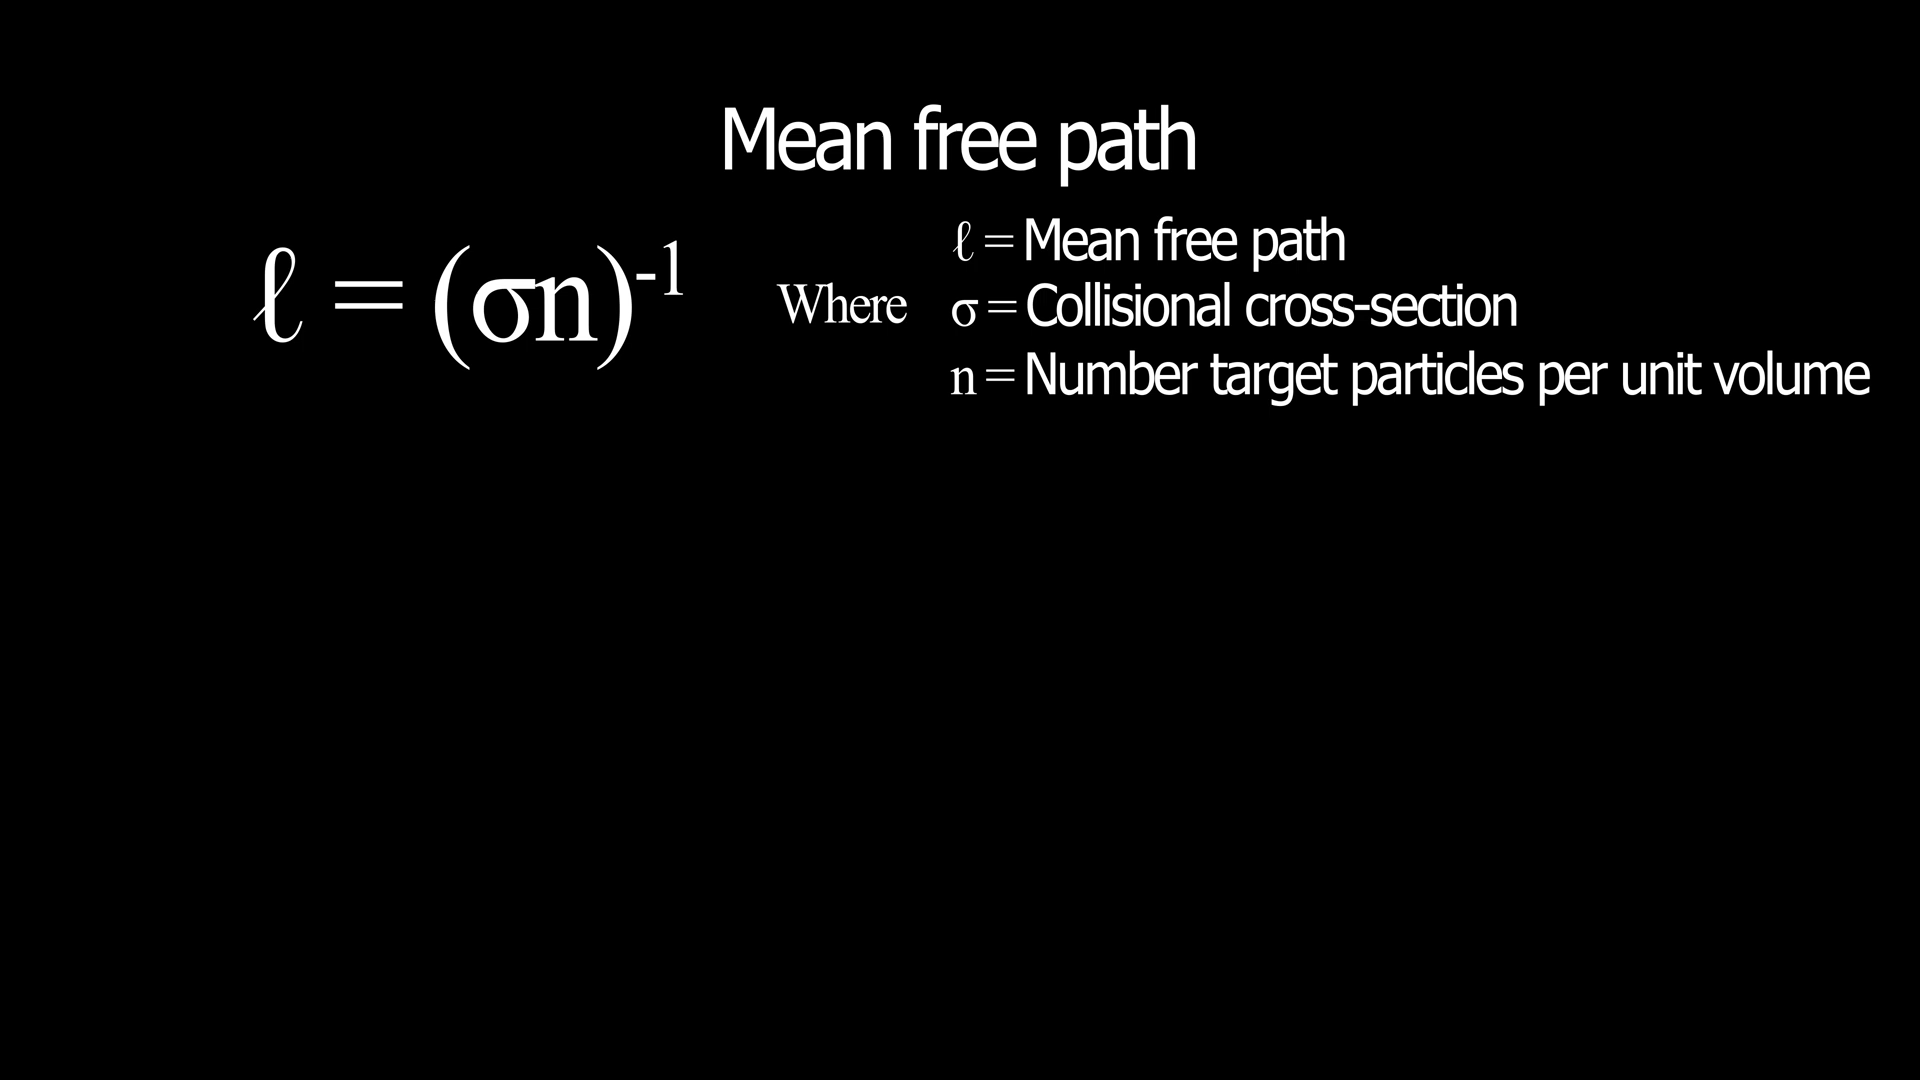 Mean free path
ℓ = (σn)⁻¹
Where
ℓ = Mean free path
σ = Collisional cross-section
n = Number target particles per unit volume